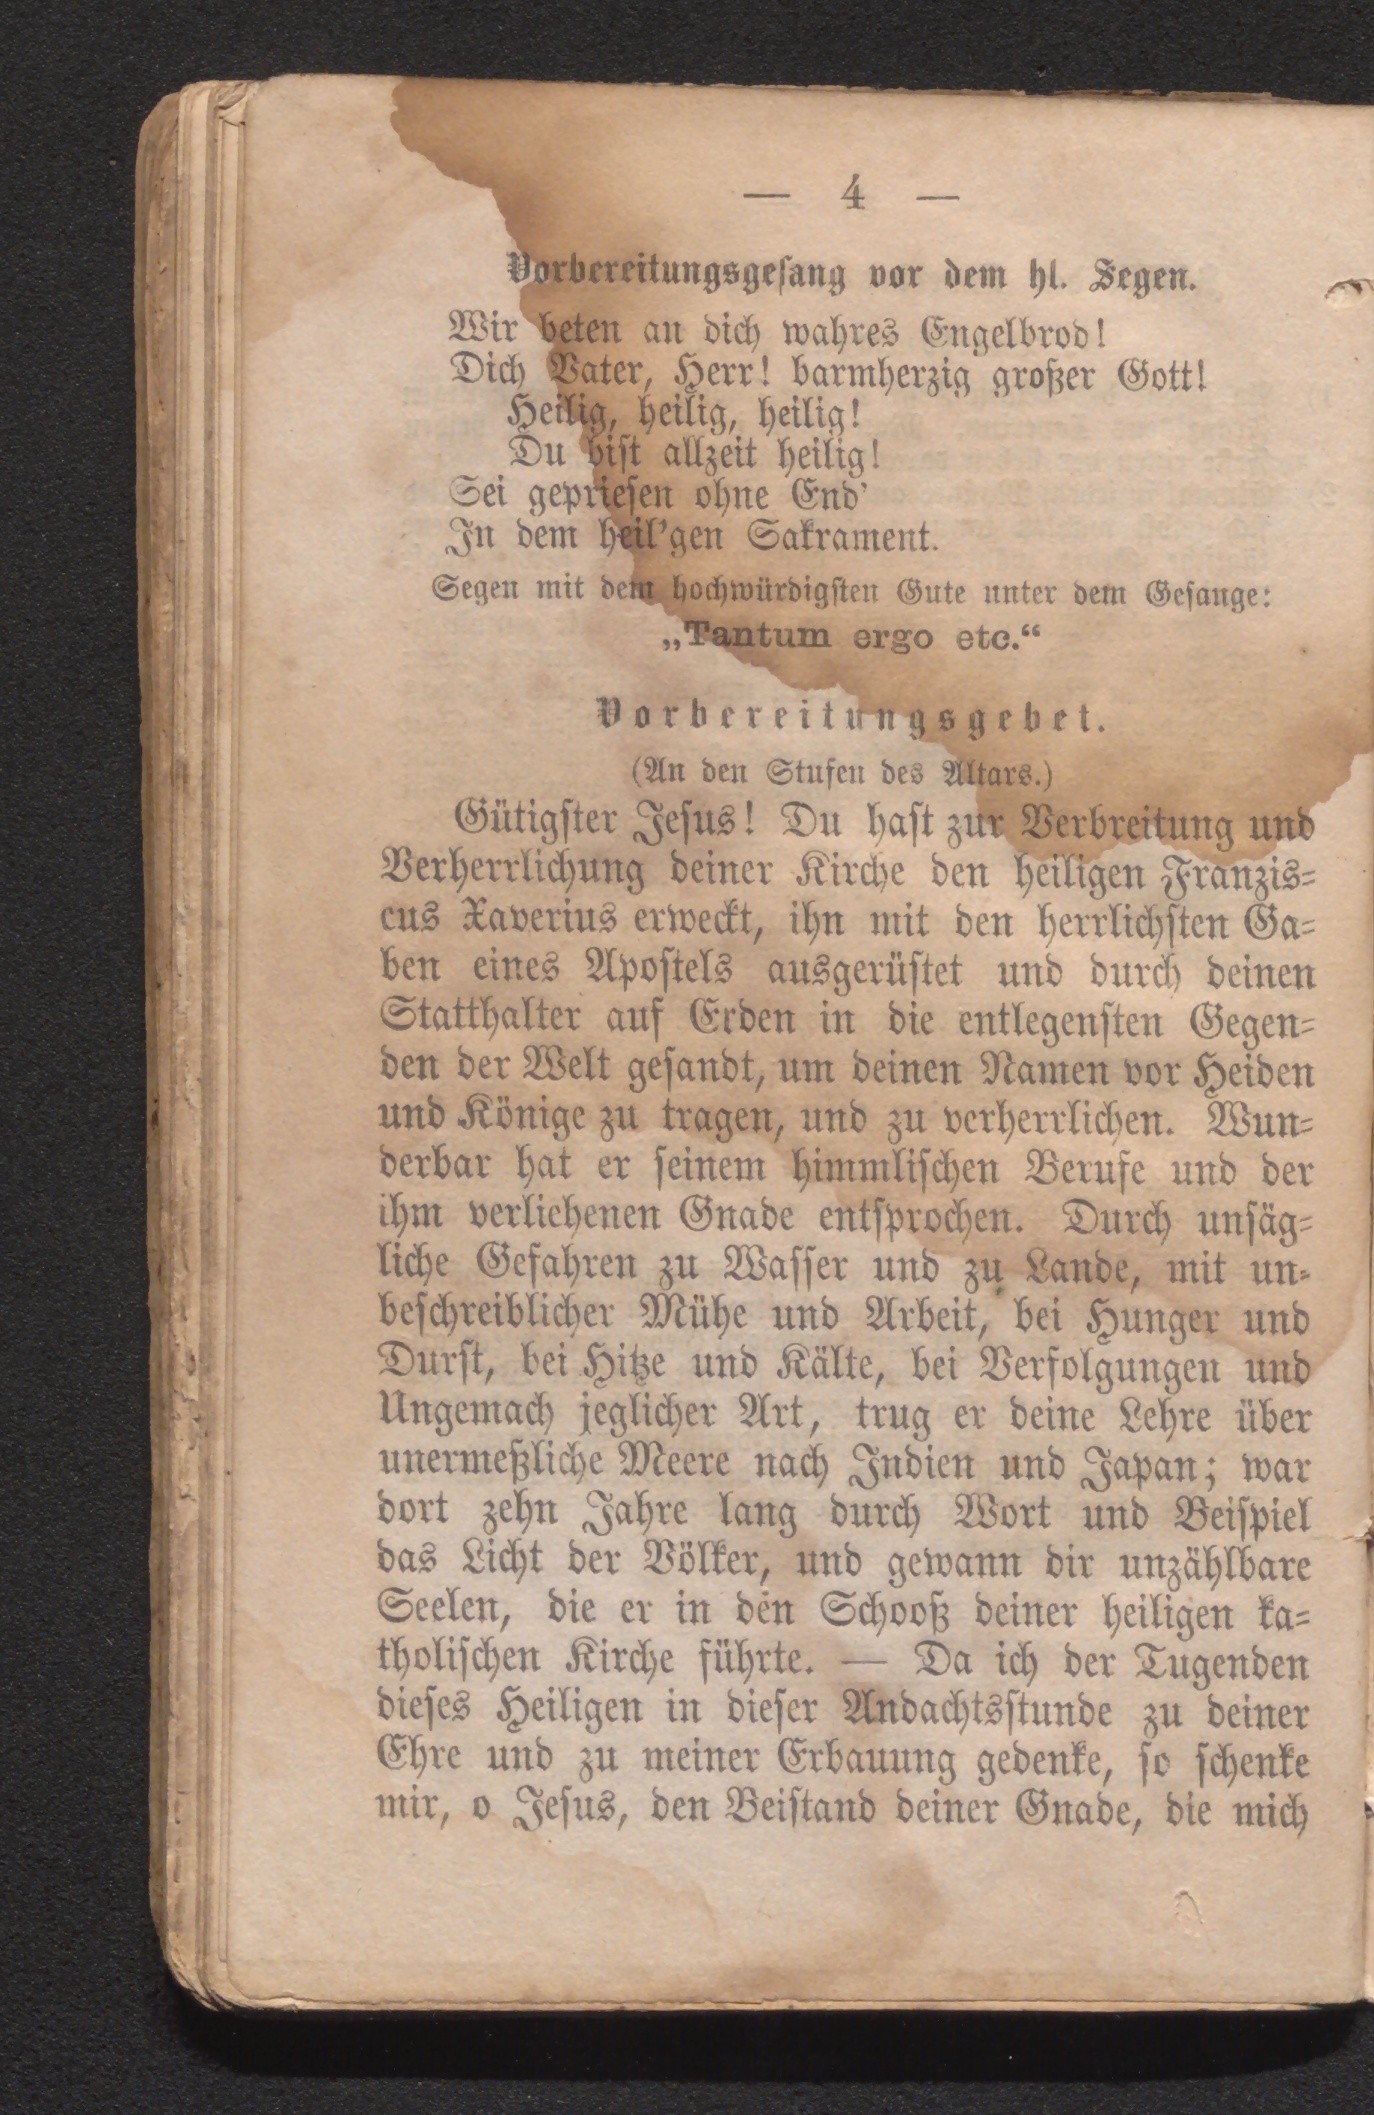 — 4 —
Vorbereitungsgesang vor dem hl. Segen.
Wir beten an dich wahres Engelbrod!
Dich Vater, Herr! barmherzig großer Gott!
Heilig, heilig, heilig!
Du bist allzeit heilig!
Sei gepriesen ohne End'
In dem heil'gen Sakrament.
Segen mit dem hochwürdigsten Gute unter dem Gesange:
„Tantum ergo etc.“
Vorbereitungsgebet.
(An den Stufen des Altars.)
Gütigster Jesus! Du hast zur Verbreitung und
Verherrlichung deiner Kirche den heiligen Franzis=
cus Xaverius erweckt, ihn mit den herrlichsten Ga=
ben eines Apostels ausgerüstet und durch deinen
Statthalter auf Erden in die entlegensten Gegen=
den der Welt gesandt, um deinen Namen vor Heiden
und Könige zu tragen, und zu verherrlichen. Wun=
derbar hat er seinem himmlischen Berufe und der
ihm verliehenen Gnade entsprochen. Durch unsäg=
liche Gefahren zu Wasser und zu Lande, mit un=
beschreiblicher Mühe und Arbeit, bei Hunger und
Durst, bei Hitze und Kälte, bei Verfolgungen und
Ungemach jeglicher Art, trug er deine Lehre über
unermeßliche Meere nach Indien und Japan; war
dort zehn Jahre lang durch Wort und Beispiel
das Licht der Völker, und gewann dir unzählbare
Seelen, die er in den Schooß deiner heiligen ka=
tholischen Kirche führte. — Da ich der Tugenden
dieses Heiligen in dieser Andachtsstunde zu deiner
Ehre und zu meiner Erbauung gedenke, so schenke
mir, o Jesus, den Beistand deiner Gnade, die mich